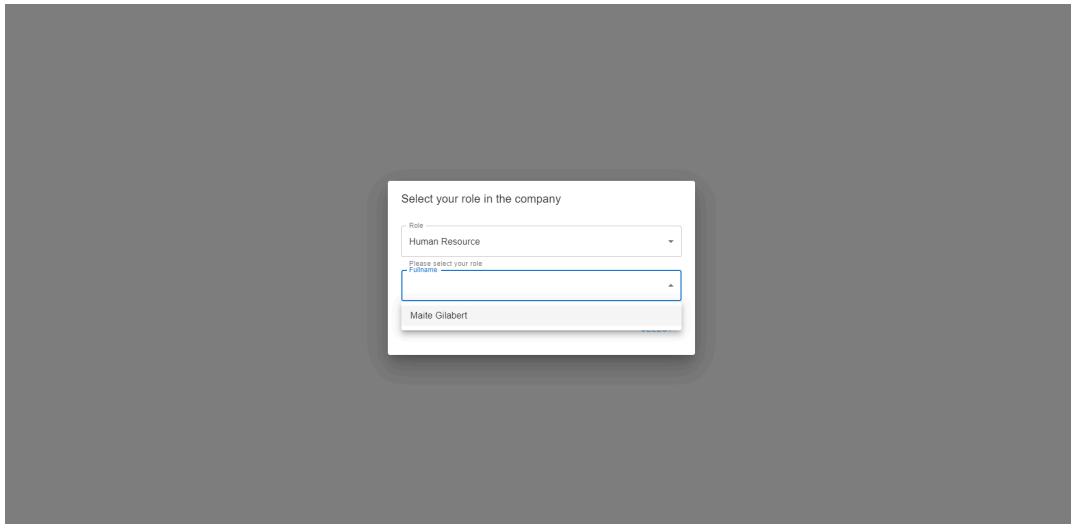 Select your role in the company
Role
Human Resource
Please select your role
Fullname
Maite Gilabert